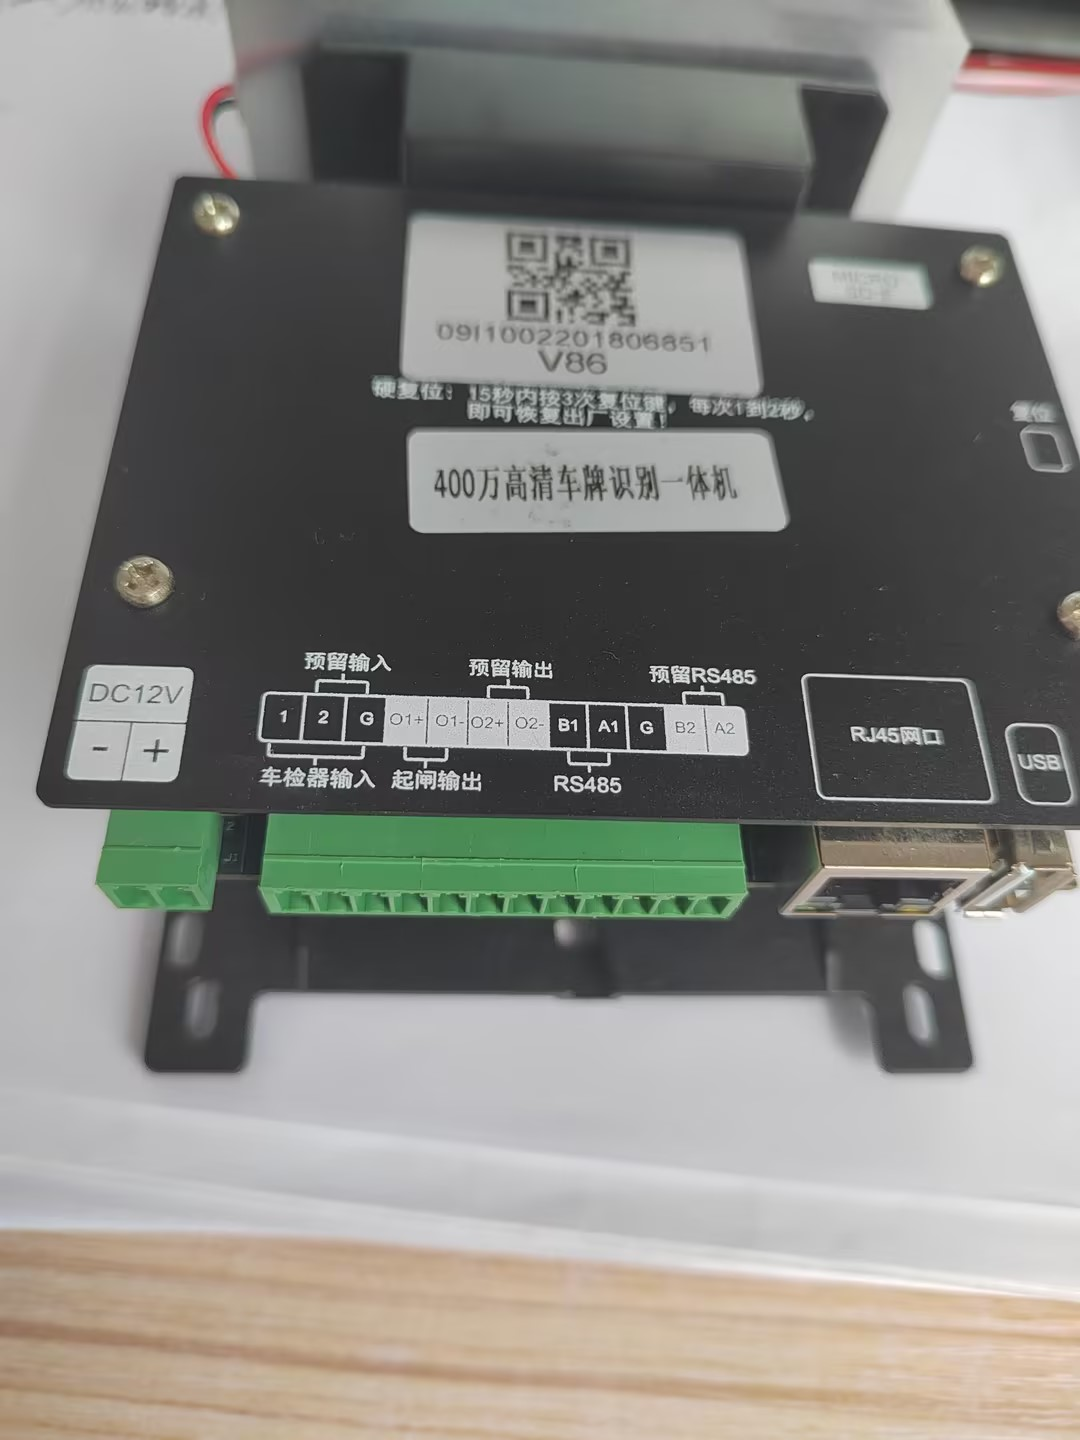 09I1002201806851
V86
硬复位：15秒内按3次复位键，每次1到2秒，
即可恢复出厂设置！
复位
400万高清车牌识别一体机
预留输入 预留输出 预留RS485
DC12V
- +
1 2 G O1+ O1- O2+ O2- B1 A1 G B2 A2
RJ45网口
USB
车检器输入 起闸输出 RS485